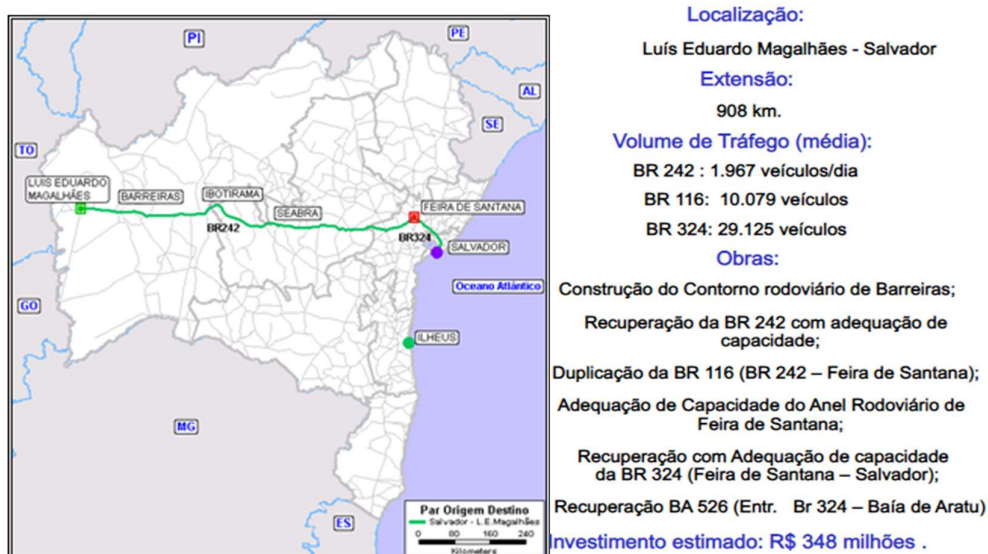 PI
PE
AL
SE
TO
LUIS EDUARDO
MAGALHÃES
BARREIRAS
IBOTIRAMA
SEABRA
FEIRA DE SANTANA
BR242
BR324
SALVADOR
Oceano Atlántico
GO
ILHEUS
MG
ES
Par Origem Destino
Salvador - L.E.Magalhães
0 80 160 240
Kilometers
Localização:
Luís Eduardo Magalhães - Salvador
Extensão:
908 km.
Volume de Tráfego (média):
BR 242 : 1.967 veículos/dia
BR 116: 10.079 veículos
BR 324: 29.125 veículos
Obras:
Construção do Contorno rodoviário de Barreiras;
Recuperação da BR 242 com adequação de
capacidade;
Duplicação da BR 116 (BR 242 – Feira de Santana);
Adequação de Capacidade do Anel Rodoviário de
Feira de Santana;
Recuperação com Adequação de capacidade
da BR 324 (Feira de Santana – Salvador);
Recuperação BA 526 (Entr. Br 324 – Baía de Aratu)
Investimento estimado: R$ 348 milhões .